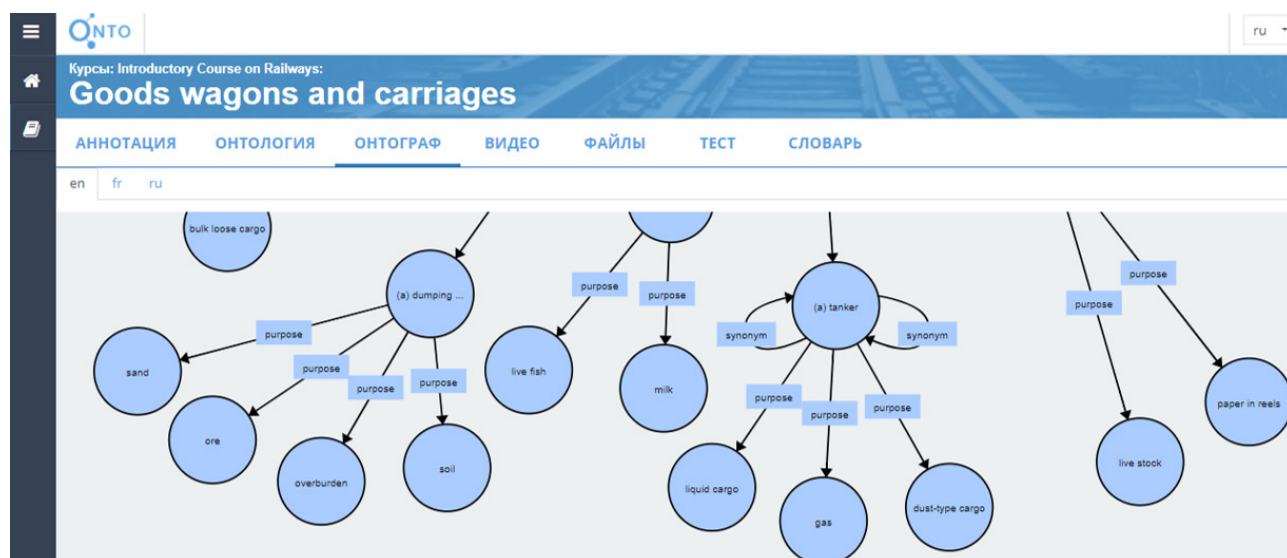 ONTO
ru
Курсы: Introductory Course on Railways:
Goods wagons and carriages
АННОТАЦИЯ ОНТОЛОГИЯ ОНТОГРАФ ВИДЕО ФАЙЛЫ ТЕСТ СЛОВАРЬ
en fr ru
bulk loose cargo
(a) dumping ...
purpose
purpose
purpose
purpose
sand
ore
overburden
soil
purpose
purpose
live fish
milk
(a) tanker
synonym
synonym
purpose
purpose
purpose
liquid cargo
gas
dust-type cargo
purpose
purpose
live stook
paper in reels